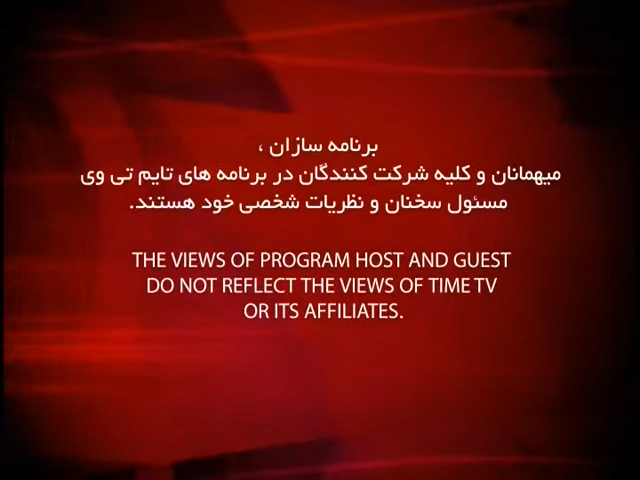 برنامه سازان ،
میهمانان و کلیه شرکت کنندگان در برنامه های تایم تی وی
مسئول سخنان و نظریات شخصی خود هستند.
THE VIEWS OF PROGRAM HOST AND GUEST
DO NOT REFLECT THE VIEWS OF TIME TV
OR ITS AFFILIATES.